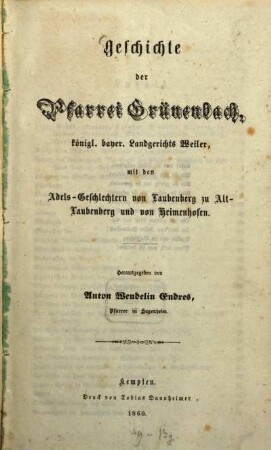 Geschichte
der
Pfarrei Grünenbach,
königl. bayer. Landgerichts Weiler,
mit den
Adels-Geschlechtern von Laubenberg zu Alt-
Laubenberg und von Heimenhofen.
Herausgegeben von
Anton Wendelin Endres,
Pfarrer in
Kempten.
Druck von Tobias Dannheimer.
1860.